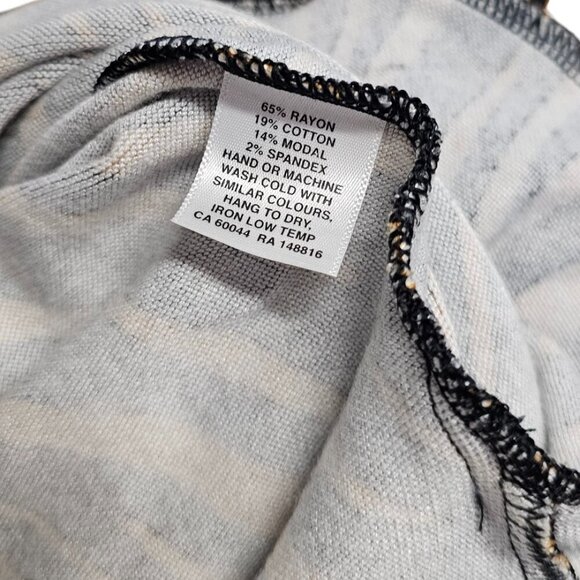 65% RAYON
19% COTTON
14% MODAL
2% SPANDEX
HAND OR MACHINE
WASH COLD WITH
SIMILAR COLOURS.
HANG TO DRY.
IRON LOW TEMP
CA 60044 RA 148816